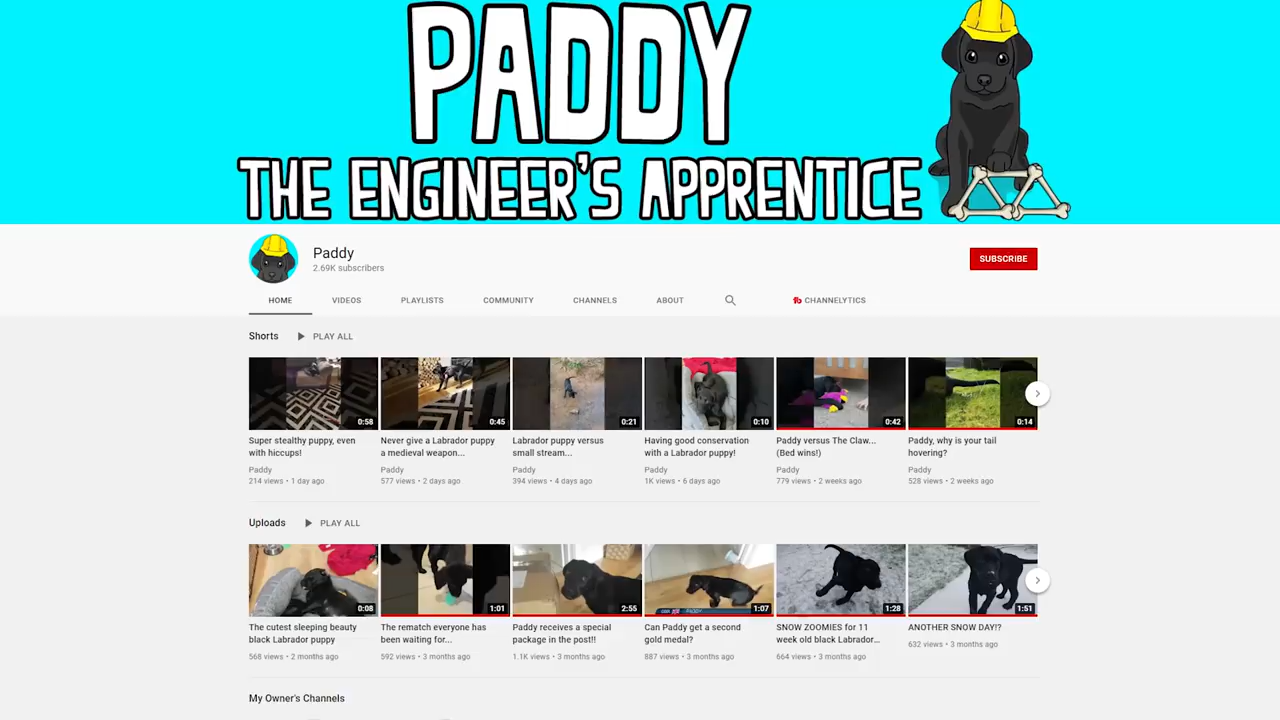 PADDY
THE ENGINEER'S APPRENTICE
Paddy
2.69K subscribers
SUBSCRIBE
HOME VIDEOS PLAYLISTS COMMUNITY CHANNELS ABOUT CHANNELYTICS
Shorts PLAY ALL
0:58 0:45 0:21 0:10 0:42 0:14
Super stealthy puppy, even
with hiccups!
Paddy
214 views • 1 day ago
Never give a Labrador puppy
a medieval weapon...
Paddy
577 views • 2 days ago
Labrador puppy versus
small stream...
Paddy
394 views • 4 days ago
Having good conservation
with a Labrador puppy!
Paddy
1K views • 6 days ago
Paddy versus The Claw...
(Bed wins!)
Paddy
779 views • 2 weeks ago
Paddy, why is your tail
hovering?
Paddy
528 views • 2 weeks ago
Uploads PLAY ALL
0:08 1:01 2:55 1:07 1:28 1:51
The cutest sleeping beauty
black Labrador puppy
568 views • 2 months ago
The rematch everyone has
been waiting for...
592 views • 3 months ago
Paddy receives a special
package in the post!!
1.1K views • 3 months ago
PADDY
Can Paddy get a second
gold medal?
887 views • 3 months ago
SNOW ZOOMIES for 11
week old black Labrador...
664 views • 3 months ago
ANOTHER SNOW DAY!?
632 views • 3 months ago
My Owner's Channels